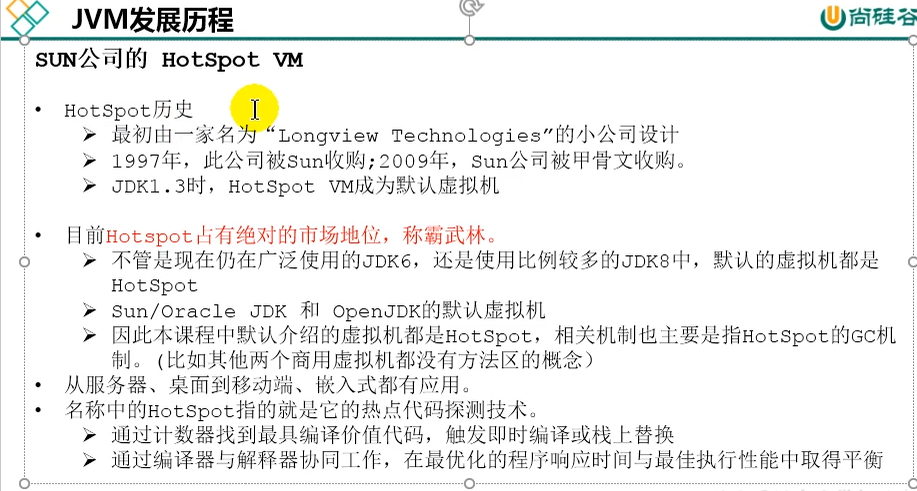 JVM发展历程
尚硅谷
SUN公司的 HotSpot VM
• HotSpot历史
➢ 最初由一家名为“Longview Technologies”的小公司设计
➢ 1997年，此公司被Sun收购;2009年，Sun公司被甲骨文收购。
➢ JDK1.3时，HotSpot VM成为默认虚拟机
• 目前Hotspot占有绝对的市场地位，称霸武林。
➢ 不管是现在仍在广泛使用的JDK6，还是使用比例较多的JDK8中，默认的虚拟机都是
HotSpot
➢ Sun/Oracle JDK 和 OpenJDK的默认虚拟机
➢ 因此本课程中默认介绍的虚拟机都是HotSpot，相关机制也主要是指HotSpot的GC机
制。(比如其他两个商用虚拟机都没有方法区的概念）
• 从服务器、桌面到移动端、嵌入式都有应用。
• 名称中的HotSpot指的就是它的热点代码探测技术。
➢ 通过计数器找到最具编译价值代码，触发即时编译或栈上替换
➢ 通过编译器与解释器协同工作，在最优化的程序响应时间与最佳执行性能中取得平衡